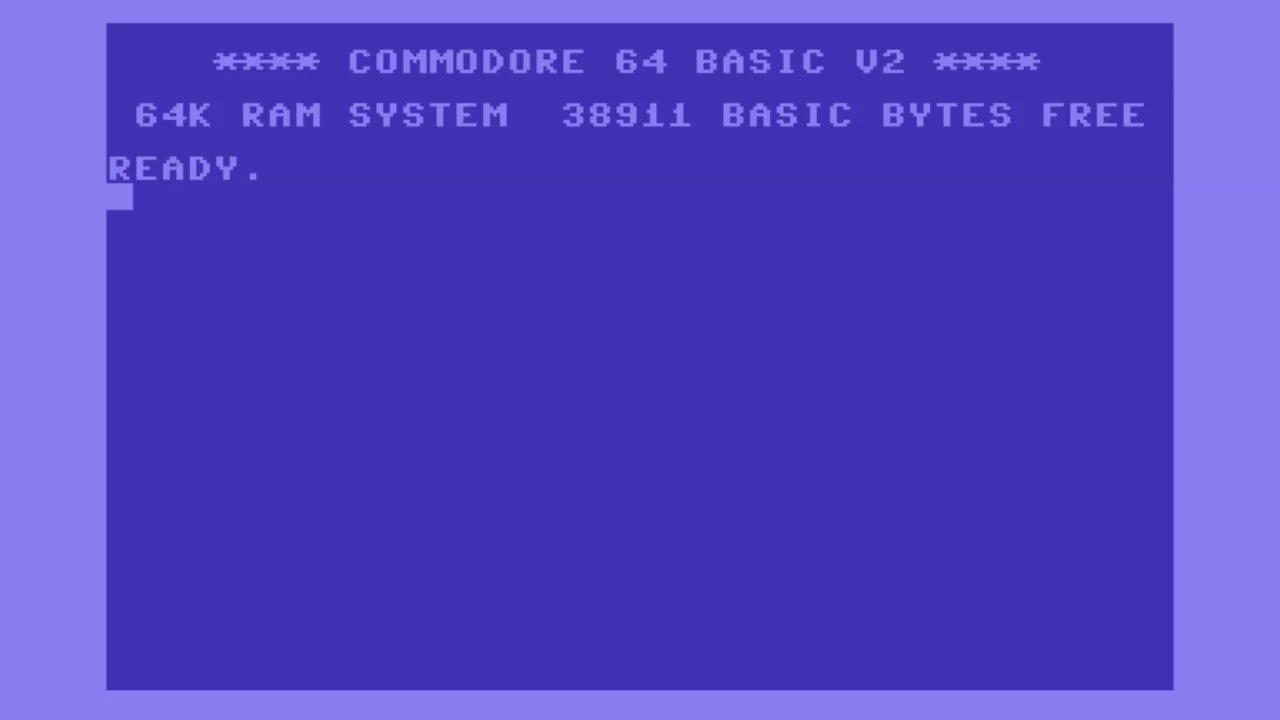 **** COMMODORE 64 BASIC V2 ****
64K RAM SYSTEM  38911 BASIC BYTES FREE
READY.